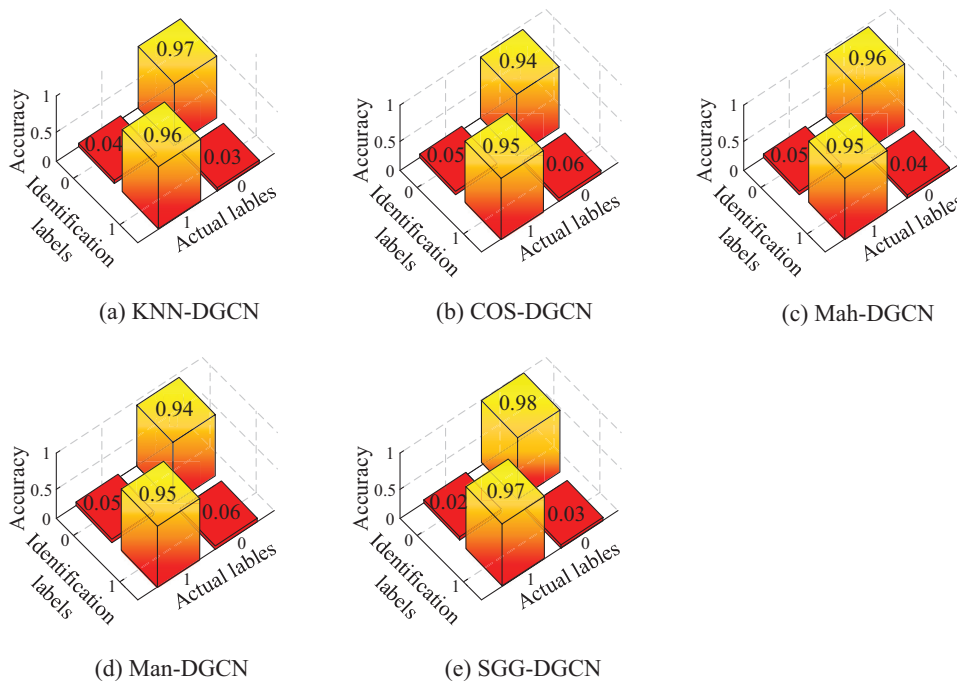 0.97
1
Accuracy
0.5
0.04
0.96
0.03
0
0
0
Identification
labels
1
1
Actual lables
(a) KNN-DGCN
0.94
1
Accuracy
0.5
0.05
0.95
0.06
0
0
0
Identification
labels
1
1
Actual lables
(b) COS-DGCN
0.96
1
Accuracy
0.5
0.05
0.95
0.04
0
0
0
Identification
labels
1
1
Actual lables
(c) Mah-DGCN
0.94
1
Accuracy
0.5
0.05
0.95
0.06
0
0
0
Identification
labels
1
1
Actual lables
(d) Man-DGCN
0.98
1
Accuracy
0.5
0.02
0.97
0.03
0
0
0
Identification
labels
1
1
Actual lables
(e) SGG-DGCN